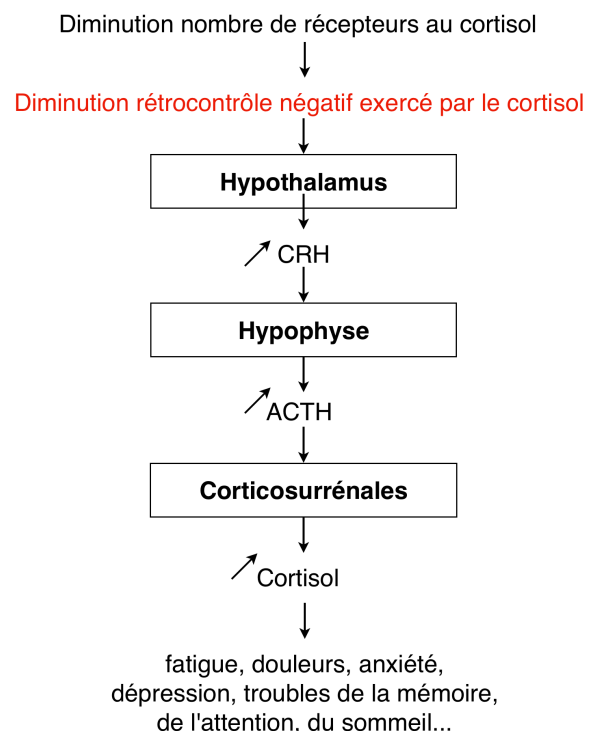 Diminution nombre de récepteurs au cortisol
Diminution rétrocontrôle négatif exercé par le cortisol
Hypothalamus
CRH
Hypophyse
ACTH
Corticosurrénales
Cortisol
fatigue, douleurs, anxiété,
dépression, troubles de la mémoire,
de l'attention, du sommeil...